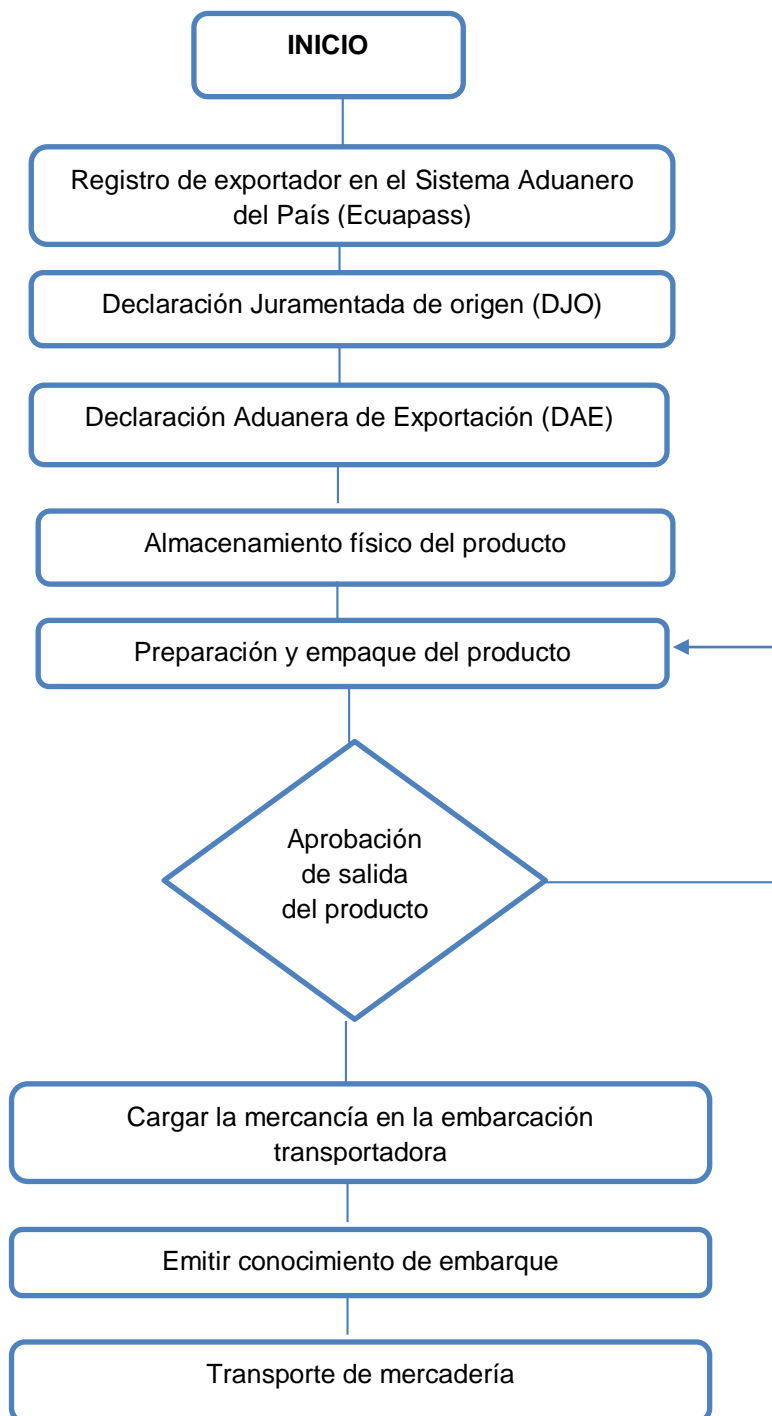 INICIO
Registro de exportador en el Sistema Aduanero
del País (Ecuapass)
Declaración Juramentada de origen (DJO)
Declaración Aduanera de Exportación (DAE)
Almacenamiento físico del producto
Preparación y empaque del producto
Aprobación
de salida
del producto
Cargar la mercancía en la embarcación
transportadora
Emitir conocimiento de embarque
Transporte de mercadería